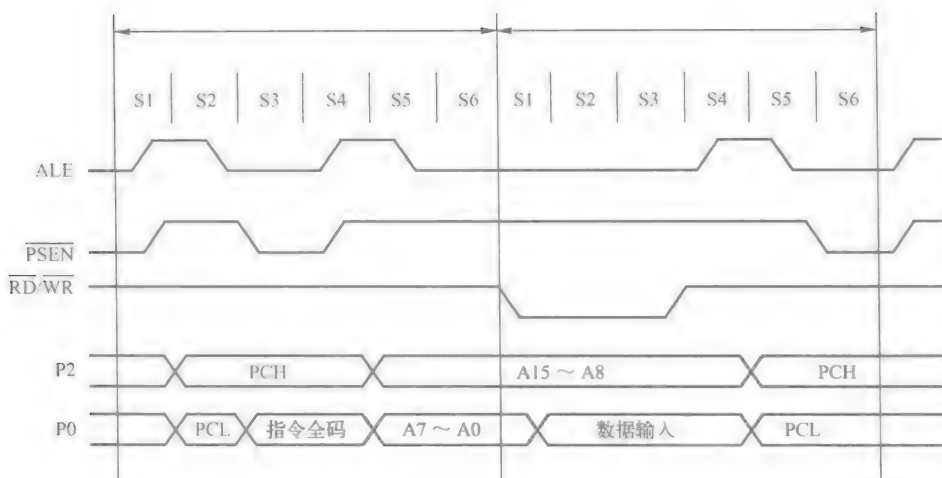 S1 S2 S3 S4 S5 S6 S1 S2 S3 S4 S5 S6
ALE
PSEN
RD/WR
P2 PCH A15 ~ A8 PCH
P0 PCL 指令全码 A7 ~ A0 数据输入 PCL